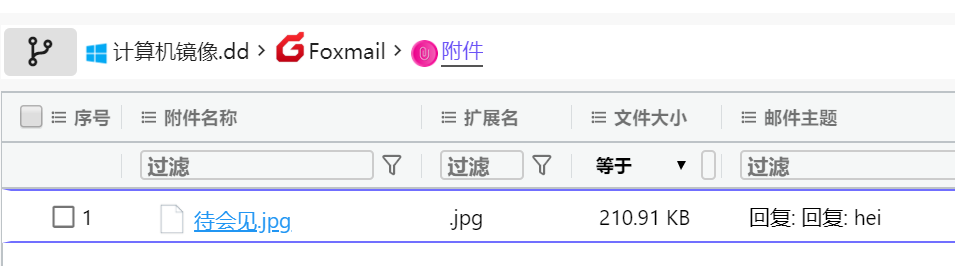 计算机镜像.dd > Foxmail > 附件
序号 附件名称 扩展名 文件大小 邮件主题
过滤 过滤 等于 过滤
1 待会见.jpg .jpg 210.91 KB 回复: 回复: hei